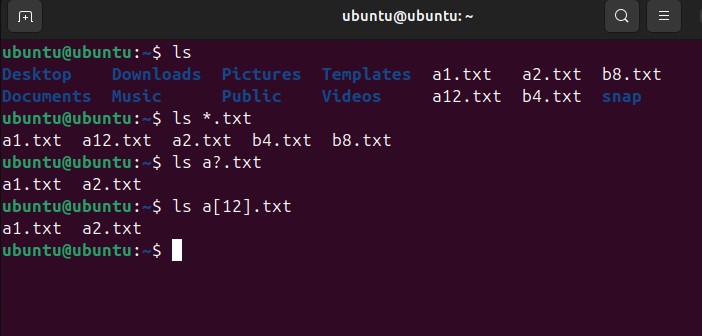 ubuntu@ubuntu: ~
ubuntu@ubuntu:~$ ls
Desktop    Downloads  Pictures  Templates  a1.txt   a2.txt  b8.txt
Documents  Music      Public    Videos     a12.txt  b4.txt  snap
ubuntu@ubuntu:~$ ls *.txt
a1.txt  a12.txt  a2.txt  b4.txt  b8.txt
ubuntu@ubuntu:~$ ls a?.txt
a1.txt  a2.txt
ubuntu@ubuntu:~$ ls a[12].txt
a1.txt  a2.txt
ubuntu@ubuntu:~$